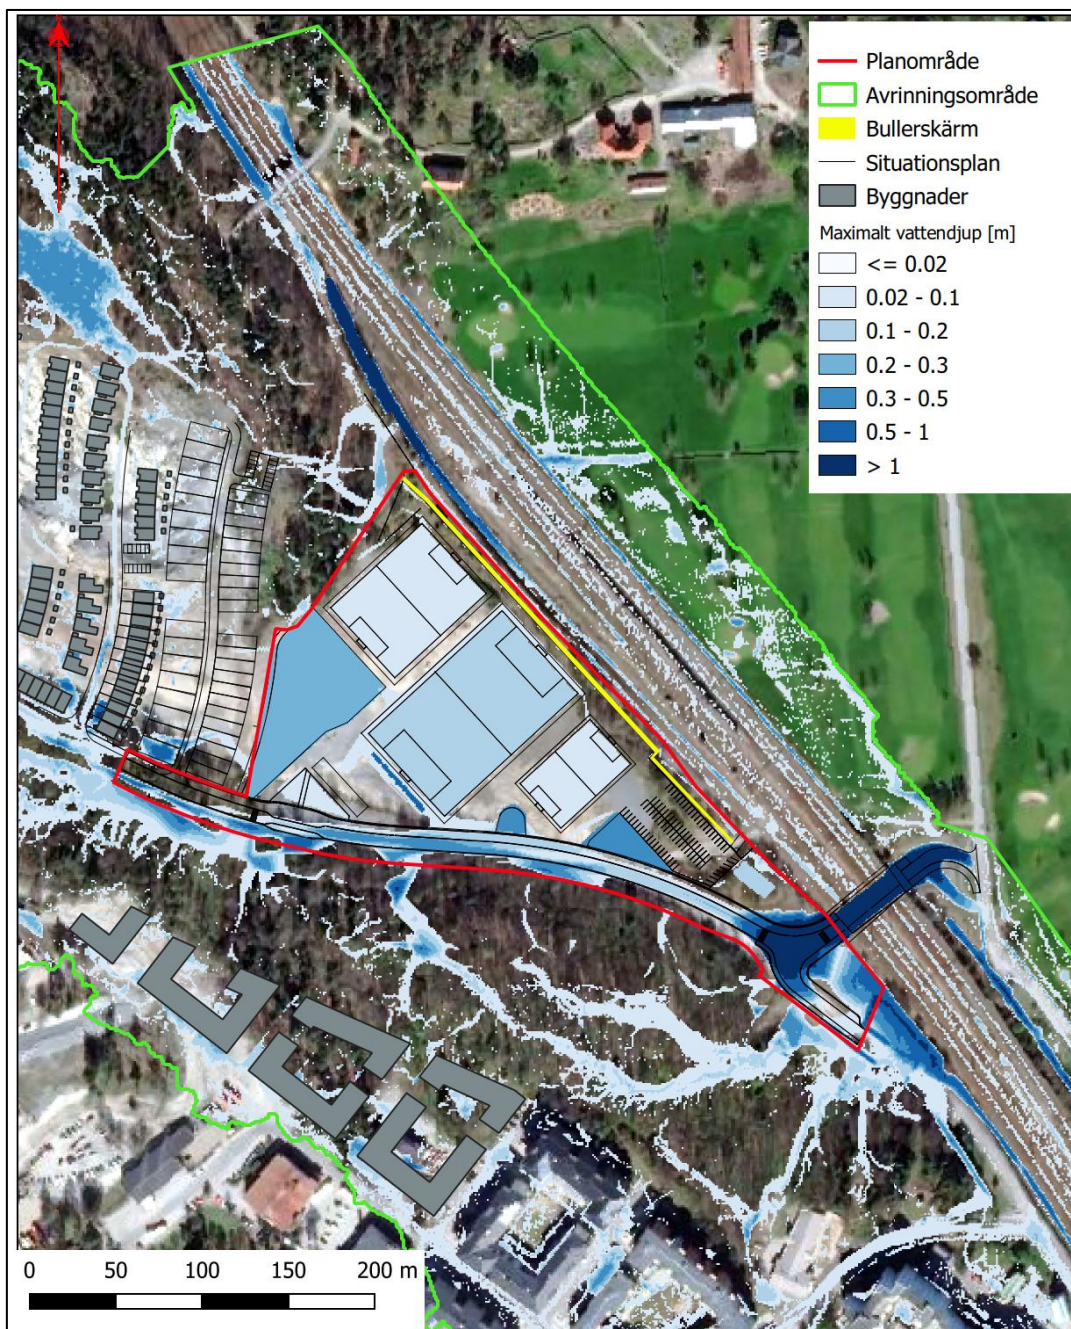 Planområde
Avrinningsområde
Bullerskärm
Situationsplan
Byggnader
Maximalt vattendjup [m]
<= 0.02
0.02 - 0.1
0.1 - 0.2
0.2 - 0.3
0.3 - 0.5
0.5 - 1
> 1
0 50 100 150 200 m